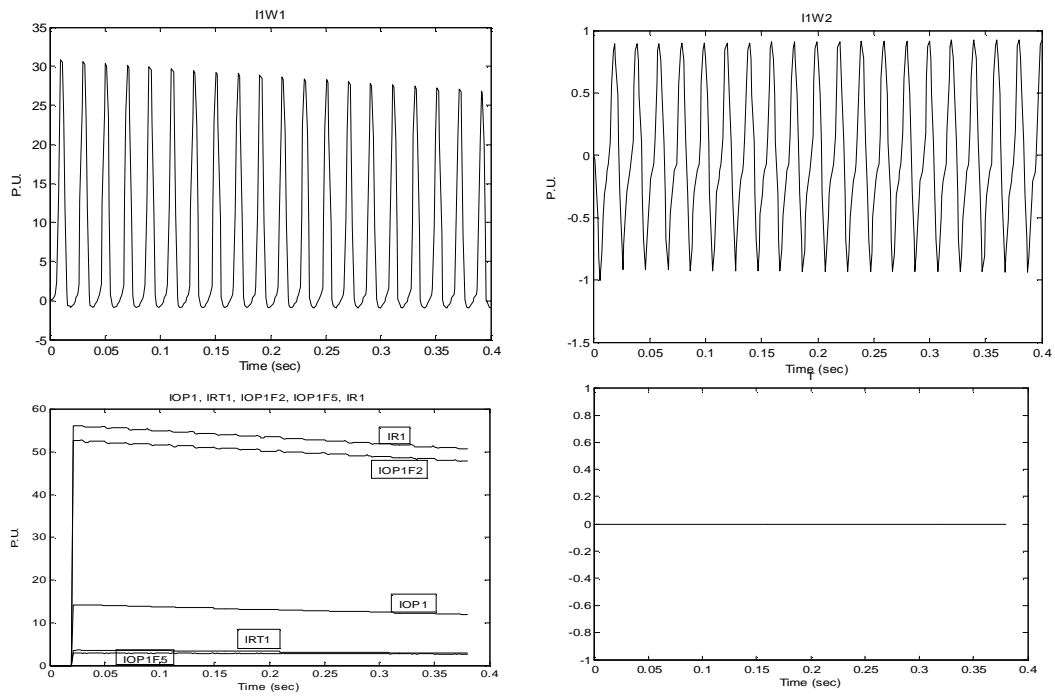 I1W1
35
30
25
20
15
10
5
0
-5
P.U.
0 0.05 0.1 0.15 0.2 0.25 0.3 0.35 0.4
Time (sec)
I1W2
1
0.5
0
-0.5
-1
-1.5
P.U.
0 0.05 0.1 0.15 0.2 0.25 0.3 0.35 0.4
Time (sec)
IOP1, IRT1, IOP1F2, IOP1F5, IR1
60
50
40
30
20
10
0
P.U.
IR1
IOP1F2
IOP1
IRT1
IOP1F5
0 0.05 0.1 0.15 0.2 0.25 0.3 0.35 0.4
Time (sec)
T
1
0.8
0.6
0.4
0.2
0
-0.2
-0.4
-0.6
-0.8
-1
0 0.05 0.1 0.15 0.2 0.25 0.3 0.35 0.4
Time (sec)